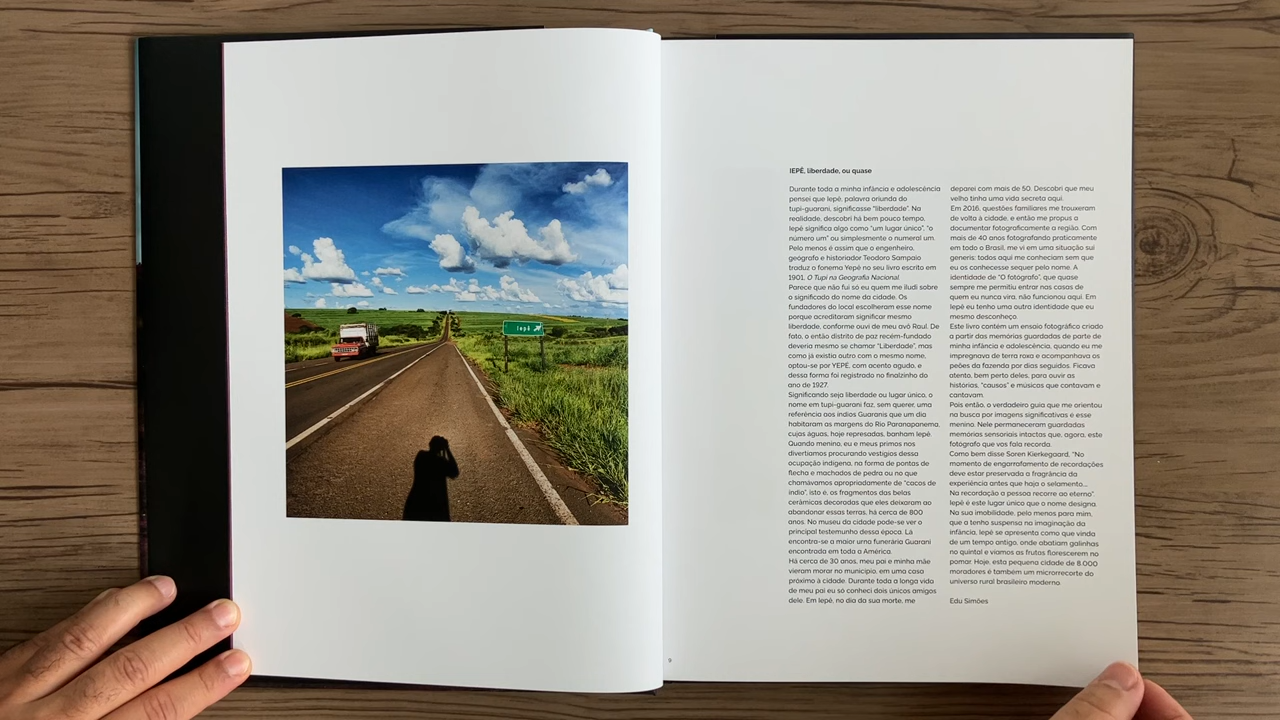 Iepê
IEPÊ, liberdade, ou quase
Durante toda a minha infância e adolescência
pensei que Iepê, palavra oriunda do
tupi-guarani, significasse "liberdade". Na
realidade, descobri há bem pouco tempo,
Iepê significa algo como "um lugar único", "o
número um" ou simplesmente o numeral um.
Pelo menos é assim que o engenheiro,
geógrafo e historiador Teodoro Sampaio
traduz o fonema Yepé no seu livro escrito em
1901, O Tupi na Geografia Nacional.
Parece que não fui só eu quem me iludi sobre
o significado do nome da cidade. Os
fundadores do local escolheram esse nome
porque acreditaram significar mesmo
liberdade, conforme ouvi de meu avô Raul. De
foto, o então distrito de paz recém-fundado
deveria mesmo se chamar "Liberdade", mas
como já existia outro com o mesmo nome,
optou-se por YEPÉ, com acento agudo, e
dessa forma foi registrado no finalzinho do
ano de 1927.
Significando seja liberdade ou lugar único, o
nome em tupi-guarani faz, sem querer, uma
referência aos índios Guaranis que um dia
habitaram as margens do Rio Paranapanema,
cujas águas, hoje represadas, banham Iepê.
Quando menino, eu e meus primos nos
divertíamos procurando vestígios dessa
ocupação indígena, na forma de pontas de
flecha e machados de pedra ou no que
chamávamos apropriadamente de "cacos de
índio", isto é, os fragmentos das belas
cerâmicas decoradas que eles deixaram ao
abandonar essas terras, há cerca de 800
anos. No museu da cidade pode-se ver o
principal testemunho dessa época. Lá
encontra-se a maior urna funerária Guarani
encontrada em toda a América.
Há cerca de 30 anos, meu pai e minha mãe
vieram morar no município, em uma casa
próximo à cidade. Durante toda a longa vida
de meu pai eu só conheci dois únicos amigos
dele. Em Iepê, no dia da sua morte, me
deparei com mais de 50. Descobri que meu
velho tinha uma vida secreta aqui.
Em 2016, questões familiares me trouxeram
de volta à cidade, e então me propus a
documentar fotograficamente a região. Com
mais de 40 anos fotografando praticamente
em todo o Brasil, me vi em uma situação sui
generis: todos aqui me conheciam sem que
eu os conhecesse sequer pelo nome. A
identidade de "O fotógrafo", que quase
sempre me permitiu entrar nas casas de
quem eu nunca vira, não funcionou aqui. Em
Iepê eu tenho uma outra identidade que eu
mesmo desconheço.
Este livro contém um ensaio fotográfico criado
a partir das memórias guardadas de parte de
minha infância e adolescência, quando eu me
impregnava de terra roxa e acompanhava os
peões da fazenda por dias seguidos. Ficava
atento, bem perto deles, para ouvir as
histórias, "causos" e músicas que contavam e
cantavam.
Pois então, o verdadeiro guia que me orientou
na busca por imagens significativas é esse
menino. Nele permaneceram guardadas
memórias sensoriais intactas que, agora, este
fotógrafo que vos fala recorda.
Como bem disse Soren Kierkegaard, "No
momento de engarrafamento de recordações
deve estar preservada a fragrância da
experiência antes que haja o selamento...
Na recordação a pessoa recorre ao eterno".
Iepê é este lugar único que o nome designa.
Na sua imobilidade, pelo menos para mim,
que a tenho suspensa na imaginação da
infância, Iepê se apresenta como que vinda
de um tempo antigo, onde abatiam galinhas
no quintal e víamos as frutas florescerem no
pomar. Hoje, esta pequena cidade de 8.000
moradores é também um microrrecorte do
universo rural brasileiro moderno.
Edu Simões
9